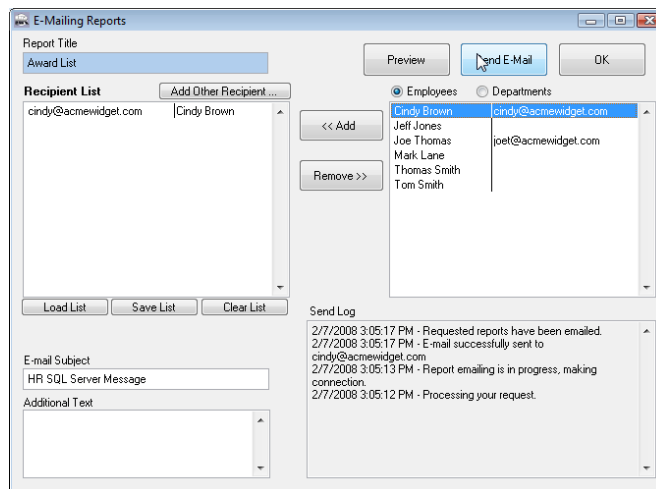 E-Mailing Reports
Report Title
Award List
Preview
end E-Mail
OK
Recipient List
Add Other Recipient ...
Employees
Departments
cindy@acmewidget.com Cindy Brown
<< Add
Remove >>
Cindy Brown cindy@acmewidget.com
Jeff Jones
Joe Thomas joet@acmewidget.com
Mark Lane
Thomas Smith
Tom Smith
Load List
Save List
Clear List
Send Log
2/7/2008 3:05:17 PM - Requested reports have been emailed.
2/7/2008 3:05:17 PM - E-mail successfully sent to
cindy@acmewidget.com
2/7/2008 3:05:13 PM - Report emailing is in progress, making
connection.
2/7/2008 3:05:12 PM - Processing your request.
E-mail Subject
HR SQL Server Message
Additional Text